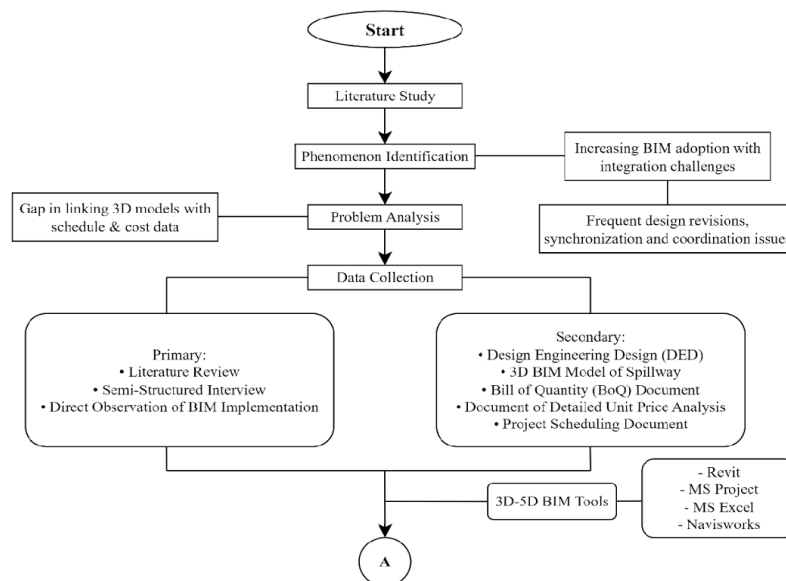 Start
Literature Study
Phenomenon Identification
Increasing BIM adoption with
integration challenges
Gap in linking 3D models with
schedule & cost data
Problem Analysis
Frequent design revisions,
synchronization and coordination issues
Data Collection
Primary:
• Literature Review
• Semi-Structured Interview
• Direct Observation of BIM Implementation
Secondary:
• Design Engineering Design (DED)
• 3D BIM Model of Spillway
• Bill of Quantity (BoQ) Document
• Document of Detailed Unit Price Analysis
• Project Scheduling Document
3D-5D BIM Tools
- Revit
- MS Project
- MS Excel
- Navisworks
A